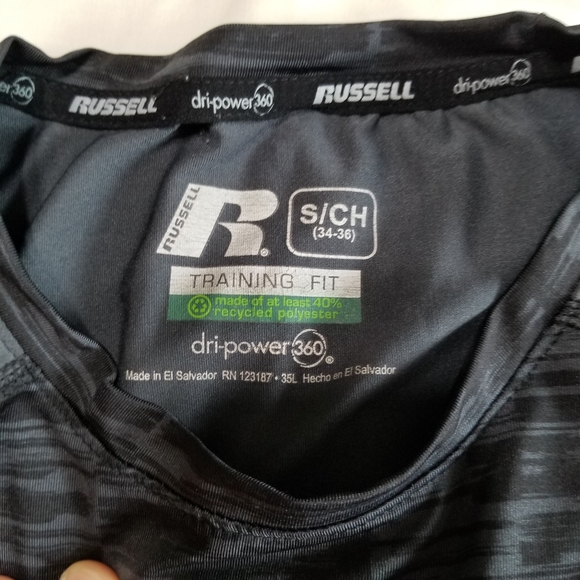 er360 RUSSELL dri-power360 RUSSELL dri-power360
RUSSELL R®
S/CH
(34-36)
TRAINING FIT
made of at least 40%
recycled polyester
dri-power360®
Made in El Salvador RN 123187 • 35L Hecho en El Salvador